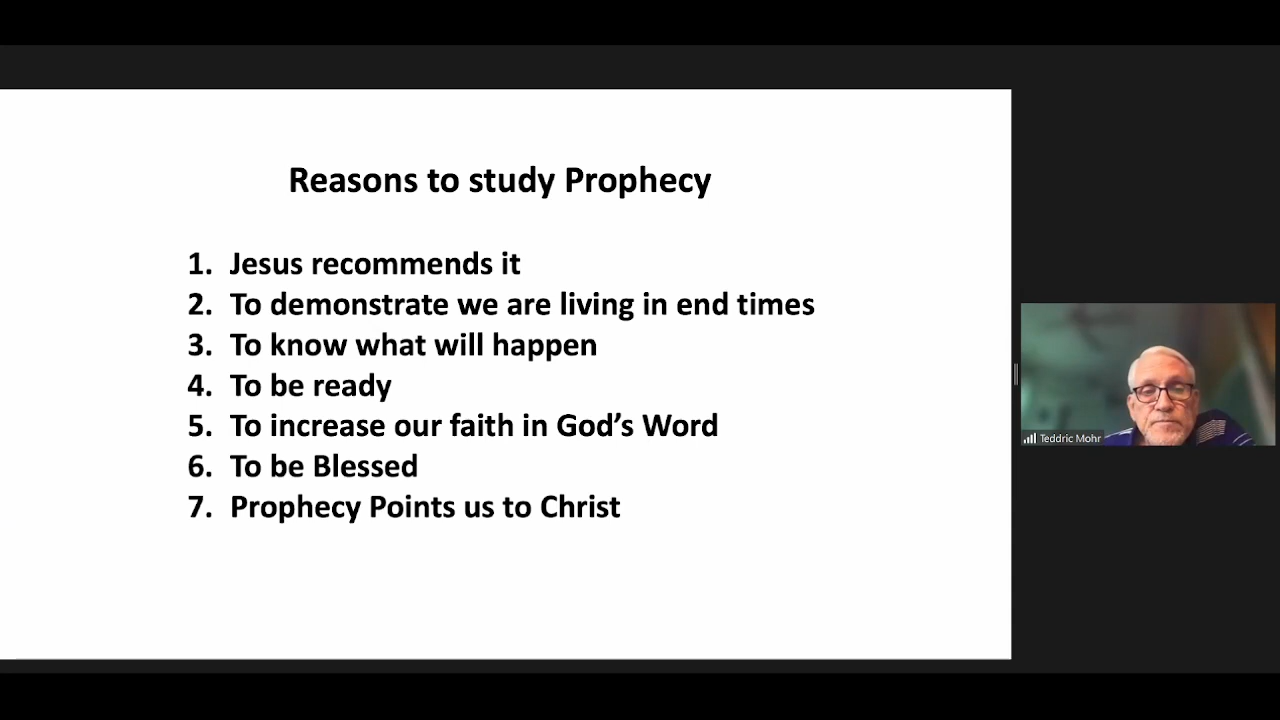 Reasons to study Prophecy
1. Jesus recommends it
2. To demonstrate we are living in end times
3. To know what will happen
4. To be ready
5. To increase our faith in God’s Word
6. To be Blessed
7. Prophecy Points us to Christ
Teddric Mohr